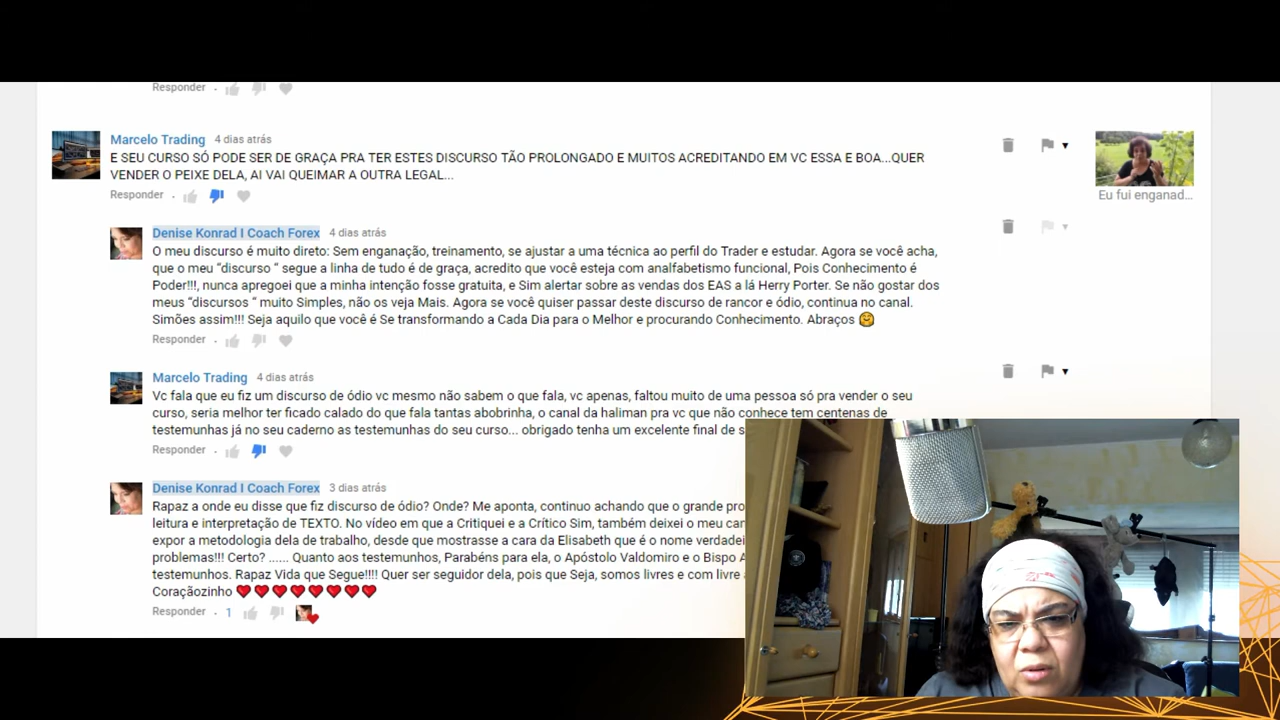 Responder
Marcelo Trading 4 dias atrás
E SEU CURSO SÓ PODE SER DE GRAÇA PRA TER ESTES DISCURSO TÃO PROLONGADO E MUITOS ACREDITANDO EM VC ESSA E BOA...QUER
VENDER O PEIXE DELA, AI VAI QUEIMAR A OUTRA LEGAL...
Responder
Eu fui enganad...
Denise Konrad I Coach Forex 4 dias atrás
O meu discurso é muito direto: Sem enganação, treinamento, se ajustar a uma técnica ao perfil do Trader e estudar. Agora se você acha,
que o meu “discurso “ segue a linha de tudo é de graça, acredito que você esteja com analfabetismo funcional, Pois Conhecimento é
Poder!!!, nunca apregoei que a minha intenção fosse gratuita, e Sim alertar sobre as vendas dos EAS a lá Herry Porter. Se não gostar dos
meus “discursos “ muito Simples, não os veja Mais. Agora se você quiser passar deste discurso de rancor e ódio, continua no canal.
Simões assim!!! Seja aquilo que você é Se transformando a Cada Dia para o Melhor e procurando Conhecimento. Abraços
Responder
Marcelo Trading 4 dias atrás
Vc fala que eu fiz um discurso de ódio vc mesmo não sabem o que fala, vc apenas, faltou muito de uma pessoa só pra vender o seu
curso, seria melhor ter ficado calado do que fala tantas abobrinha, o canal da haliman pra vc que não conhece tem centenas de
testemunhas já no seu caderno as testemunhas do seu curso... obrigado tenha um excelente final de
Responder
Denise Konrad I Coach Forex 3 dias atrás
Rapaz a onde eu disse que fiz discurso de ódio? Onde? Me aponta, continuo achando que o grande
leitura e interpretação de TEXTO. No vídeo em que a Critiquei e a Crítico Sim, também deixei o meu
expor a metodologia dela de trabalho, desde que mostrasse a cara da Elisabeth que é o nome
problemas!!! Certo? ...... Quanto aos testemunhos, Parabéns para ela, o Apóstolo Valdomiro e o Bispo
testemunhos. Rapaz Vida que Segue!!!! Quer ser seguidor dela, pois que Seja, somos livres e com livre
Coraçãozinho
Responder 1